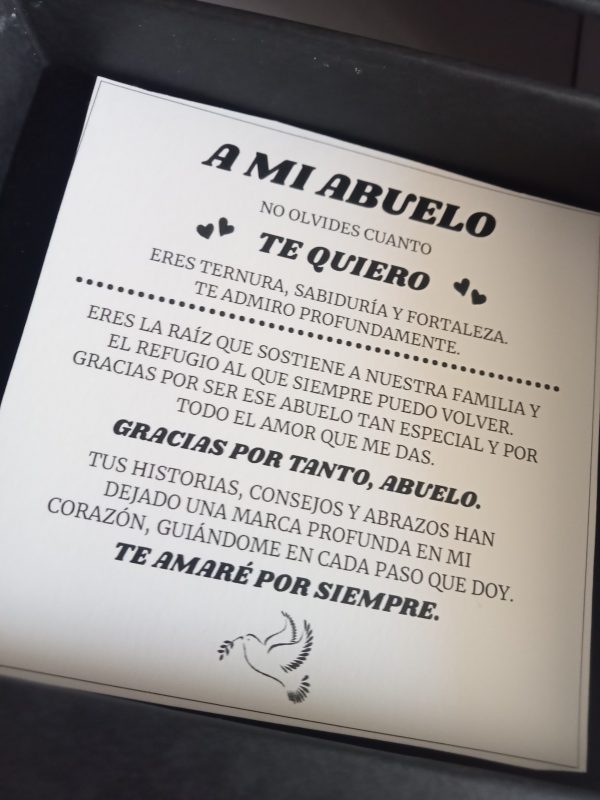 A MI ABUELO
NO OLVIDES CUANTO
TE QUIERO
ERES TERNURA, SABIDURÍA Y FORTALEZA.
TE ADMIRO PROFUNDAMENTE.
ERES LA RAÍZ QUE SOSTIENE A NUESTRA FAMILIA Y
EL REFUGIO AL QUE SIEMPRE PUEDO VOLVER.
GRACIAS POR SER ESE ABUELO TAN ESPECIAL Y POR
TODO EL AMOR QUE ME DAS.
GRACIAS POR TANTO, ABUELO.
TUS HISTORIAS, CONSEJOS Y ABRAZOS HAN
DEJADO UNA MARCA PROFUNDA EN MI
CORAZÓN, GUIÁNDOME EN CADA PASO QUE DOY.
TE AMARÉ POR SIEMPRE.